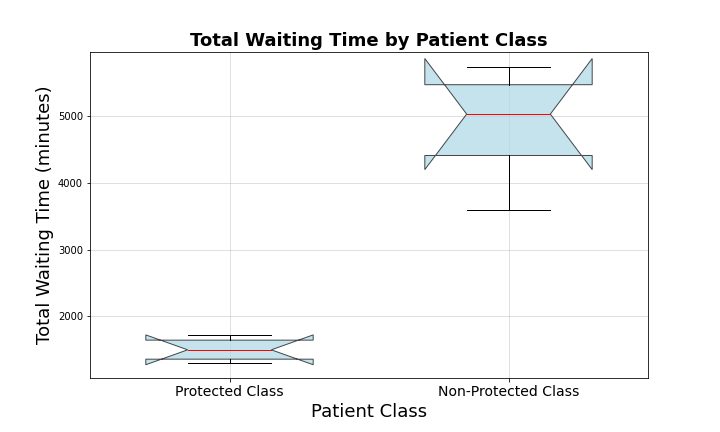 Total Waiting Time by Patient Class
Total Waiting Time (minutes)
5000
4000
3000
2000
Protected Class
Non-Protected Class
Patient Class